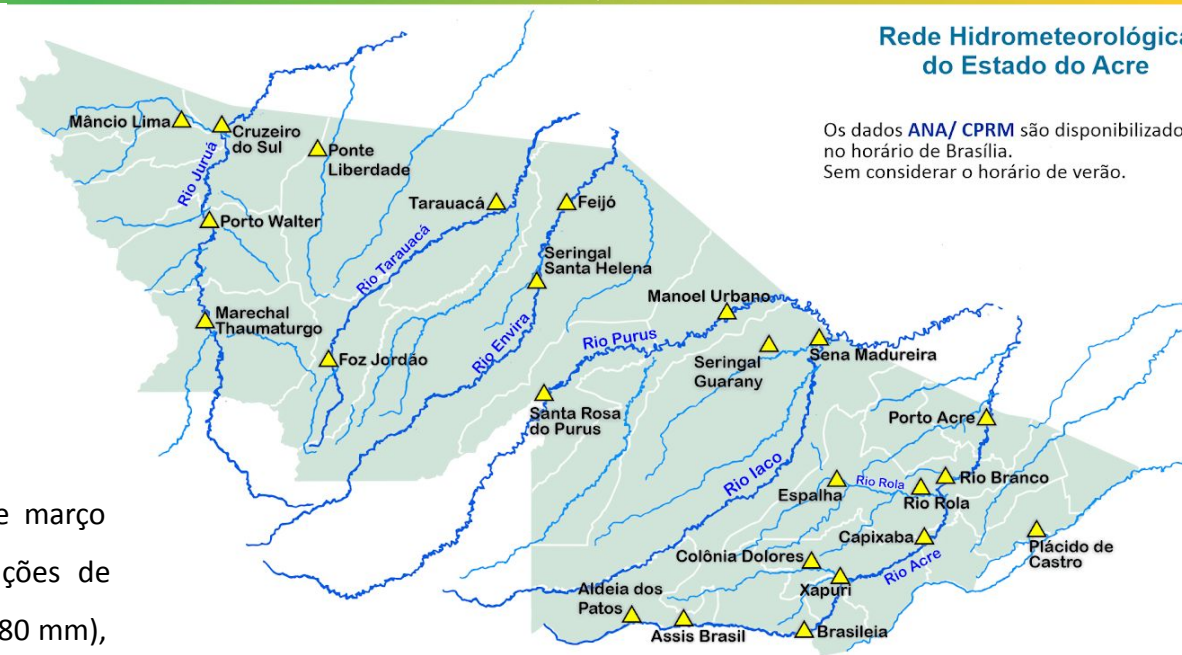 Rede Hidrometeorológica
do Estado do Acre
Os dados ANA/ CPRM são
no horário de Brasília.
Sem considerar o horário de verão.
Mâncio Lima
Cruzeiro
do Sul
Ponte
Liberdade
Rio Juruá
Porto Walter
Tarauacá
Feijó
Rio Tarauacá
Seringal
Santa Helena
Marechal
Thaumaturgo
Foz Jordão
Rio Envira
Manoel Urbano
Rio Purus
Seringal
Guarany
Sena Madureira
Santa Rosa
do Purus
Porto Acre
Rio Iaco
Espalha
Rio Rola
Rio Rola
Rio Branco
Capixaba
Plácido de
Castro
Colônia Dolores
Rio Acre
Xapuri
Aldeia dos
Patos
Assis Brasil
Brasileia
março
de
80 mm),